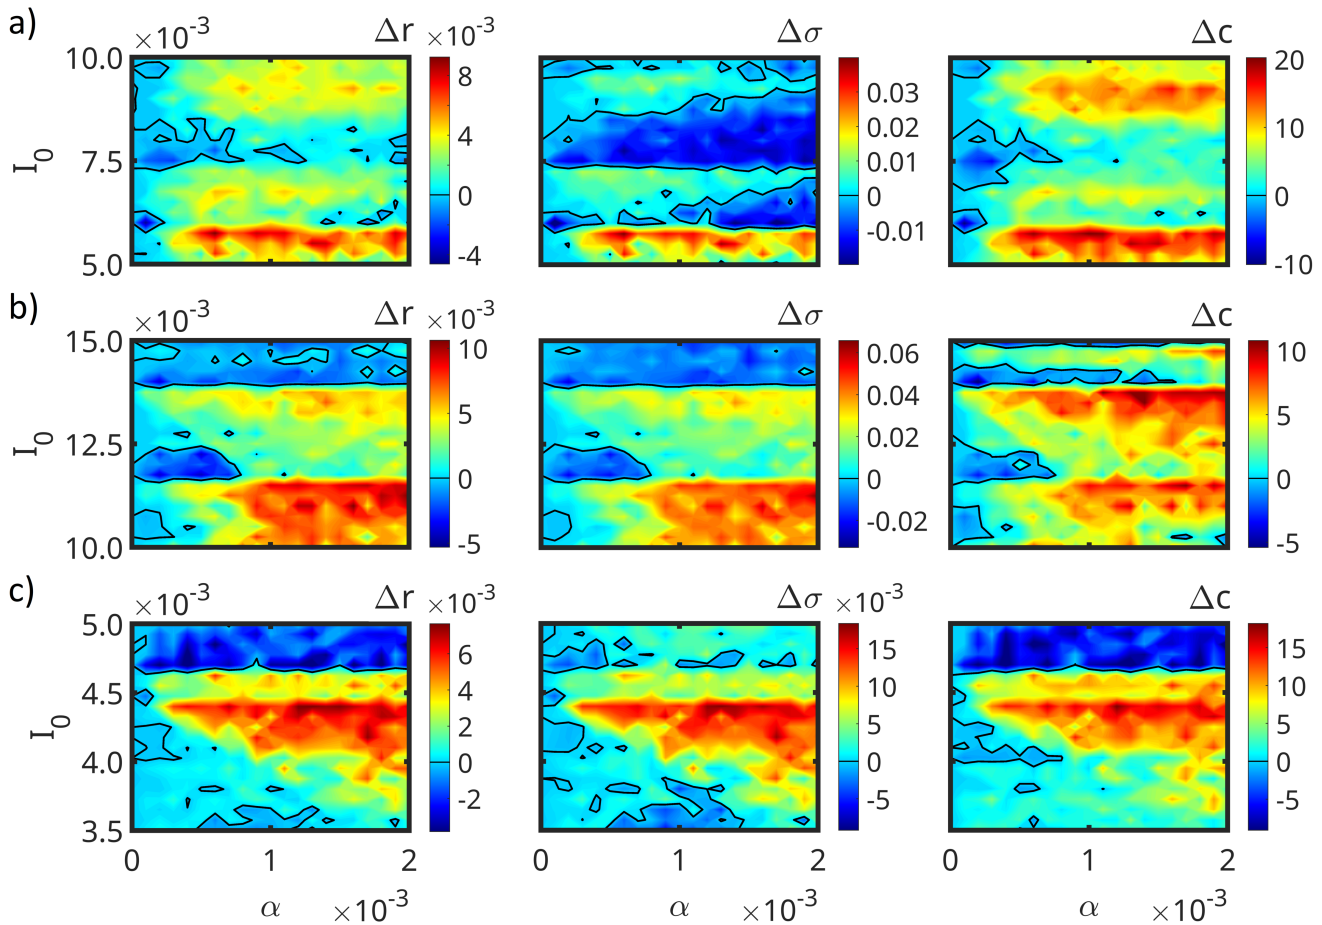 a)
×10⁻³ Δr ×10⁻³ Δσ Δc
10.0 7.5 5.0
I₀
8 4 0 -4
0.03 0.02 0.01 0 -0.01
20 10 0 -10
b)
×10⁻³ Δr ×10⁻³ Δσ Δc
15.0 12.5 10.0
I₀
10 5 0 -5
0.06 0.04 0.02 0 -0.02
10 5 0 -5
c)
×10⁻³ Δr ×10⁻³ Δσ ×10⁻³ Δc
5.0 4.5 4.0 3.5
I₀
6 4 2 0 -2
15 10 5 0 -5
15 10 5 0 -5
0 1 2 0 1 2 0 1 2
α ×10⁻³ α ×10⁻³ α ×10⁻³